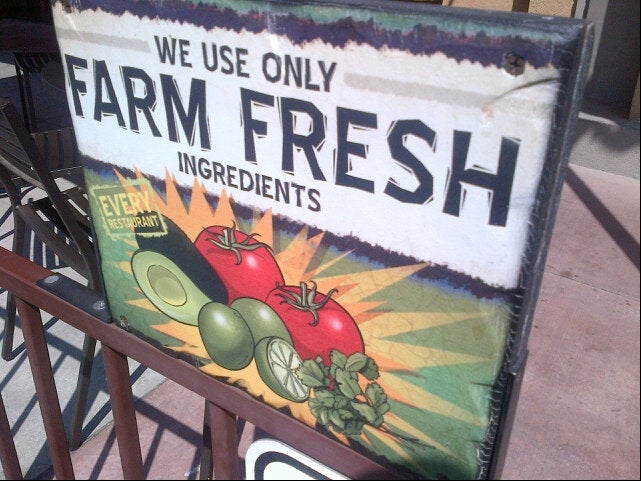 WE USE ONLY
FARM FRESH
INGREDIENTS
EVERY
RESTAURANT